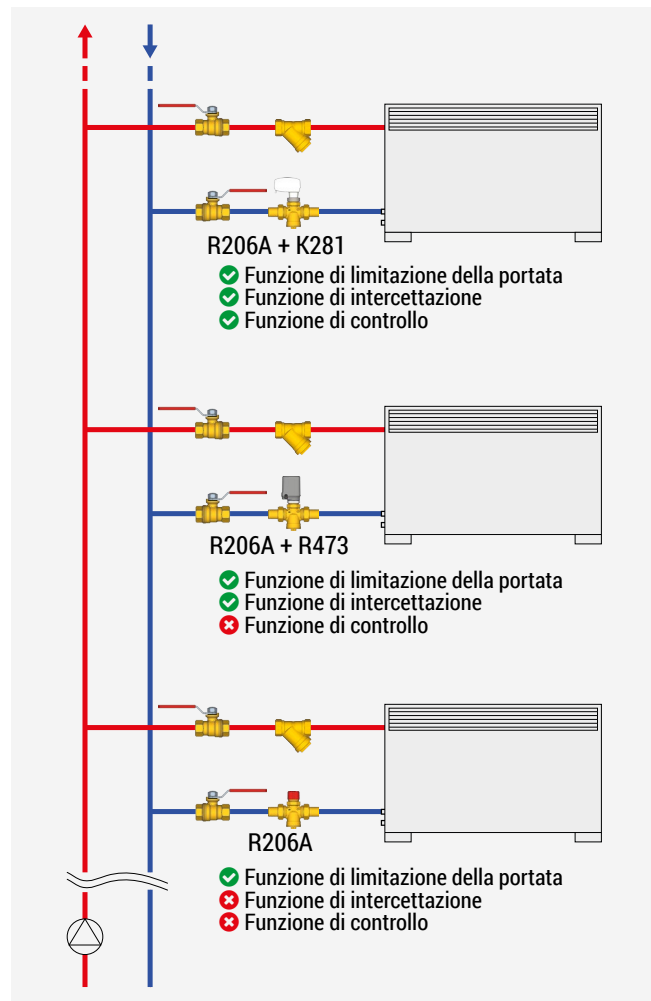 R206A + K281
Funzione di limitazione della portata
Funzione di intercettazione
Funzione di controllo
R206A + R473
Funzione di limitazione della portata
Funzione di intercettazione
Funzione di controllo
R206A
Funzione di limitazione della portata
Funzione di intercettazione
Funzione di controllo